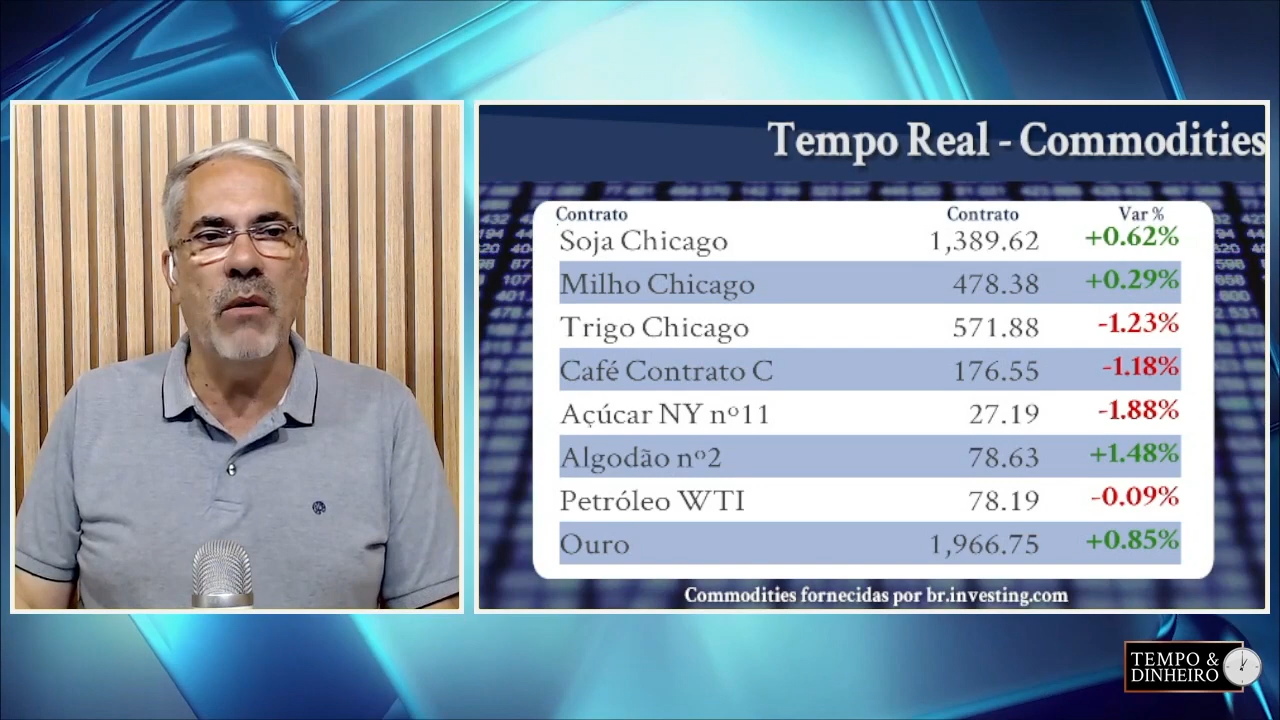 Tempo Real - Commodities
Contrato Contrato Var %
Soja Chicago 1,389.62 +0.62%
Milho Chicago 478.38 +0.29%
Trigo Chicago 571.88 -1.23%
Café Contrato C 176.55 -1.18%
Açúcar NY nº11 27.19 -1.88%
Algodão nº2 78.63 +1.48%
Petróleo WTI 78.19 -0.09%
Ouro 1,966.75 +0.85%
Commodities fornecidas por br.investing.com
TEMPO &
DINHEIRO